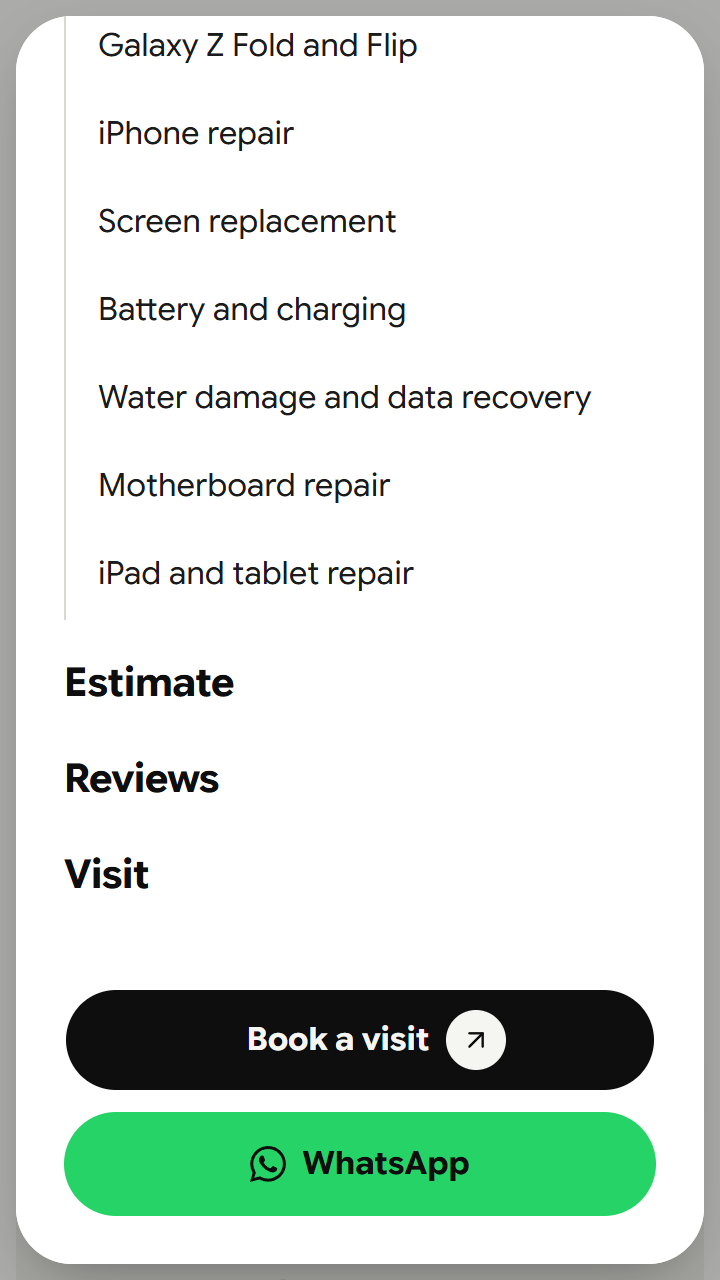 Galaxy Z Fold and Flip
iPhone repair
Screen replacement
Battery and charging
Water damage and data recovery
Motherboard repair
iPad and tablet repair
Estimate
Reviews
Visit
Book a visit
WhatsApp